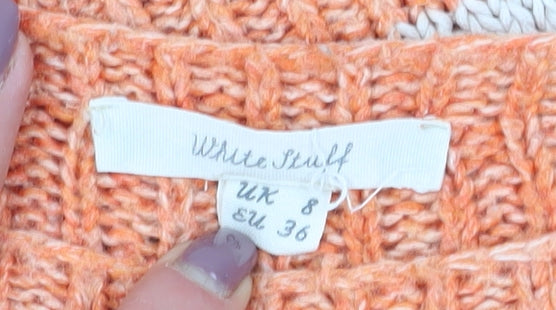 White Stuff
UK 8
EU 36